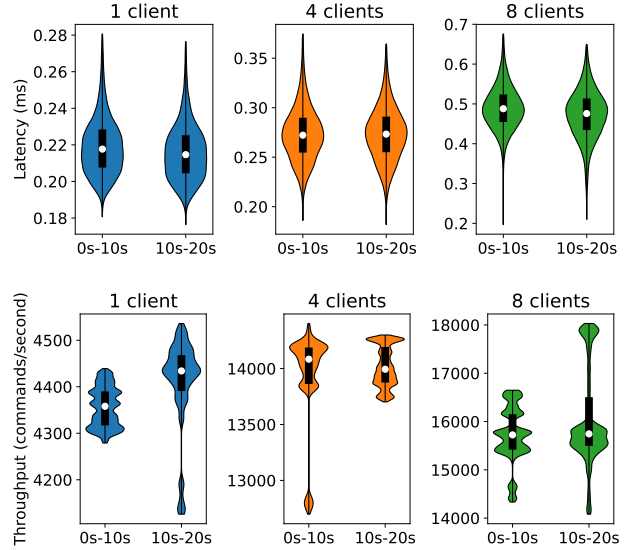 1 client
4 clients
8 clients
Latency (ms)
0.28
0.26
0.24
0.22
0.20
0.18
0.35
0.30
0.25
0.20
0.7
0.6
0.5
0.4
0.3
0.2
0s-10s 10s-20s
0s-10s 10s-20s
0s-10s 10s-20s
1 client
4 clients
8 clients
Throughput (commands/second)
4500
4400
4300
4200
14000
13500
13000
18000
17000
16000
15000
14000
0s-10s 10s-20s
0s-10s 10s-20s
0s-10s 10s-20s